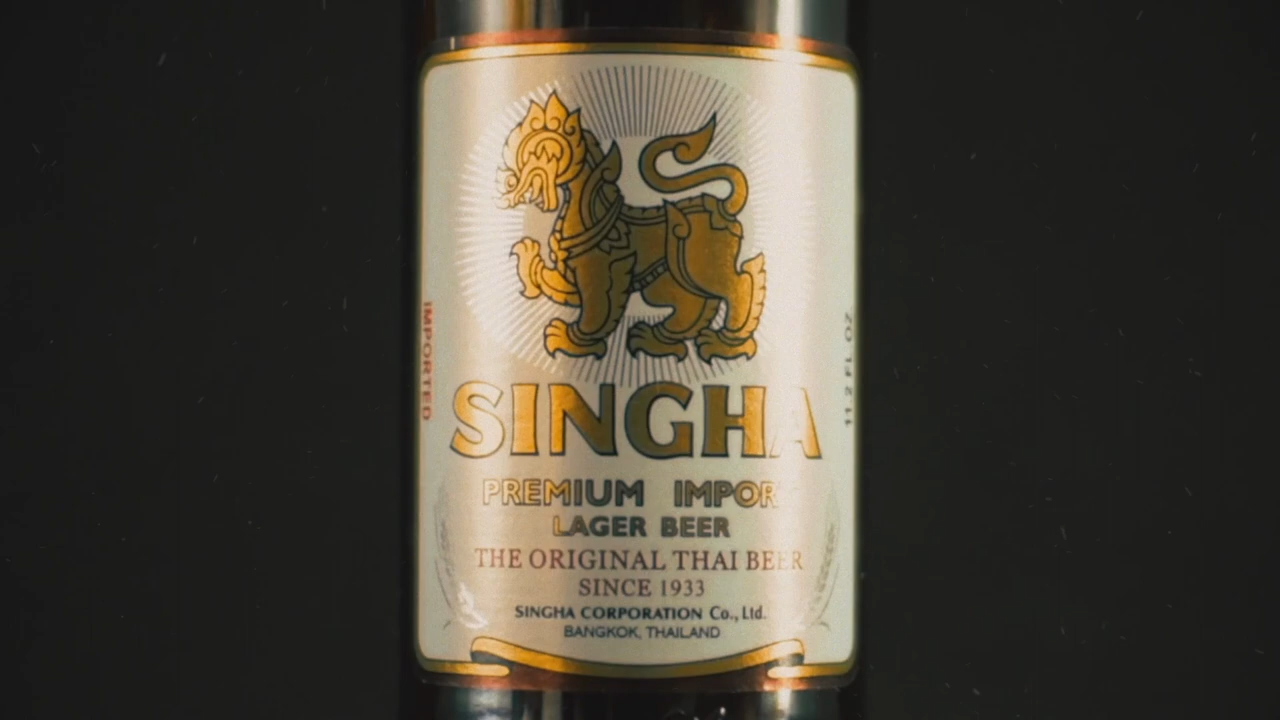 SINGHA
PREMIUM IMPOR
LAGER BEER
THE ORIGINAL THAI BEER
SINCE 1933
SINGHA CORPORATION Co., Ltd.
BANGKOK, THAILAND
IMPORTED
11.2 FL OZ